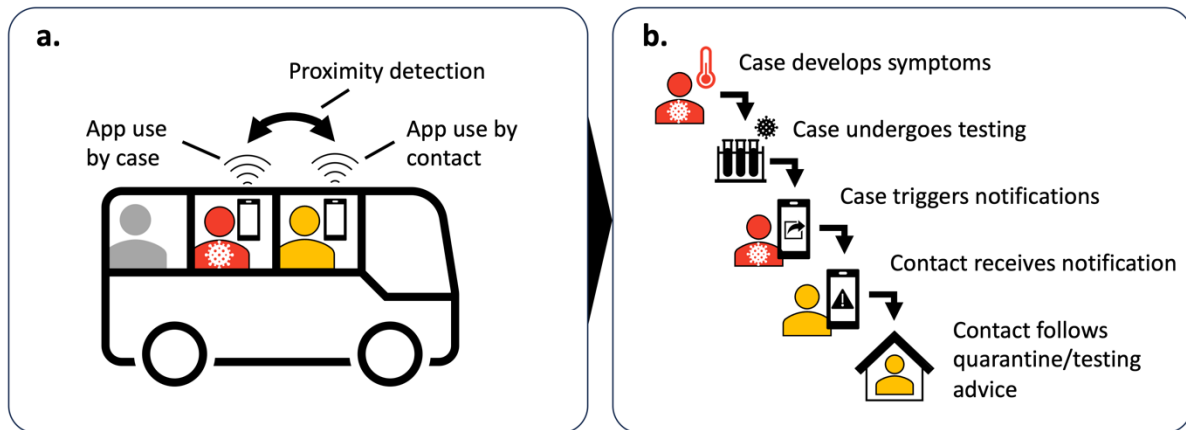 a.
Proximity detection
App use
by case
App use by
contact
b.
Case develops symptoms
Case undergoes testing
Case triggers notifications
Contact receives notification
Contact follows
quarantine/testing
advice